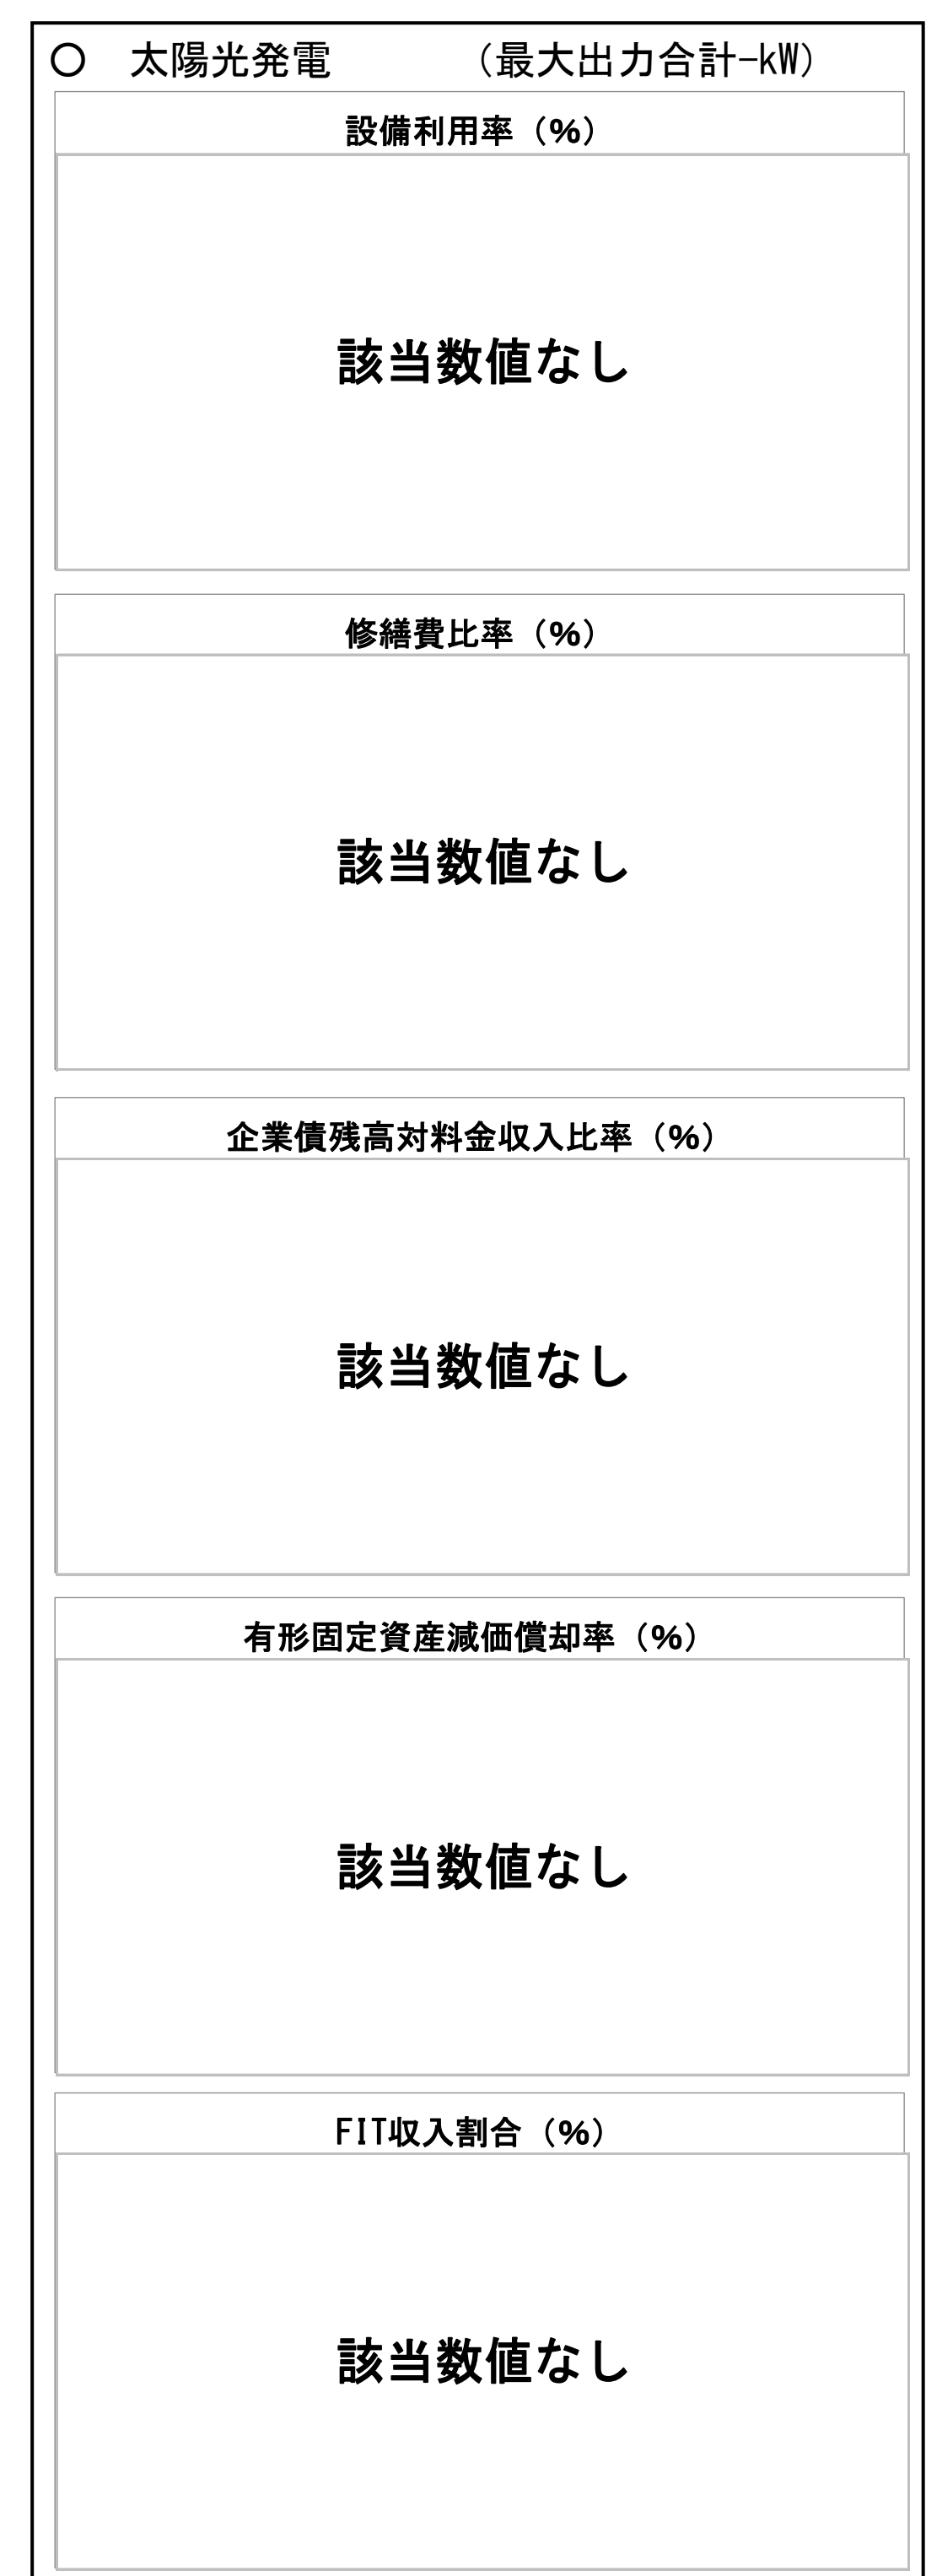 ○　太陽光発電　　　（最大出力合計-kW）
設備利用率（％）
該当数値なし
修繕費比率（％）
該当数値なし
企業債残高対料金収入比率（％）
該当数値なし
有形固定資産減価償却率（％）
該当数値なし
FIT収入割合（％）
該当数値なし